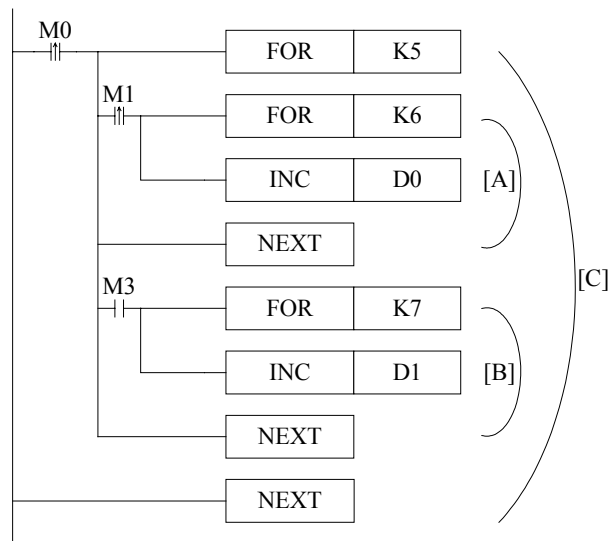 M0
FOR K5
M1
FOR K6
INC D0
[A]
NEXT
[C]
M3
FOR K7
INC D1
[B]
NEXT
NEXT